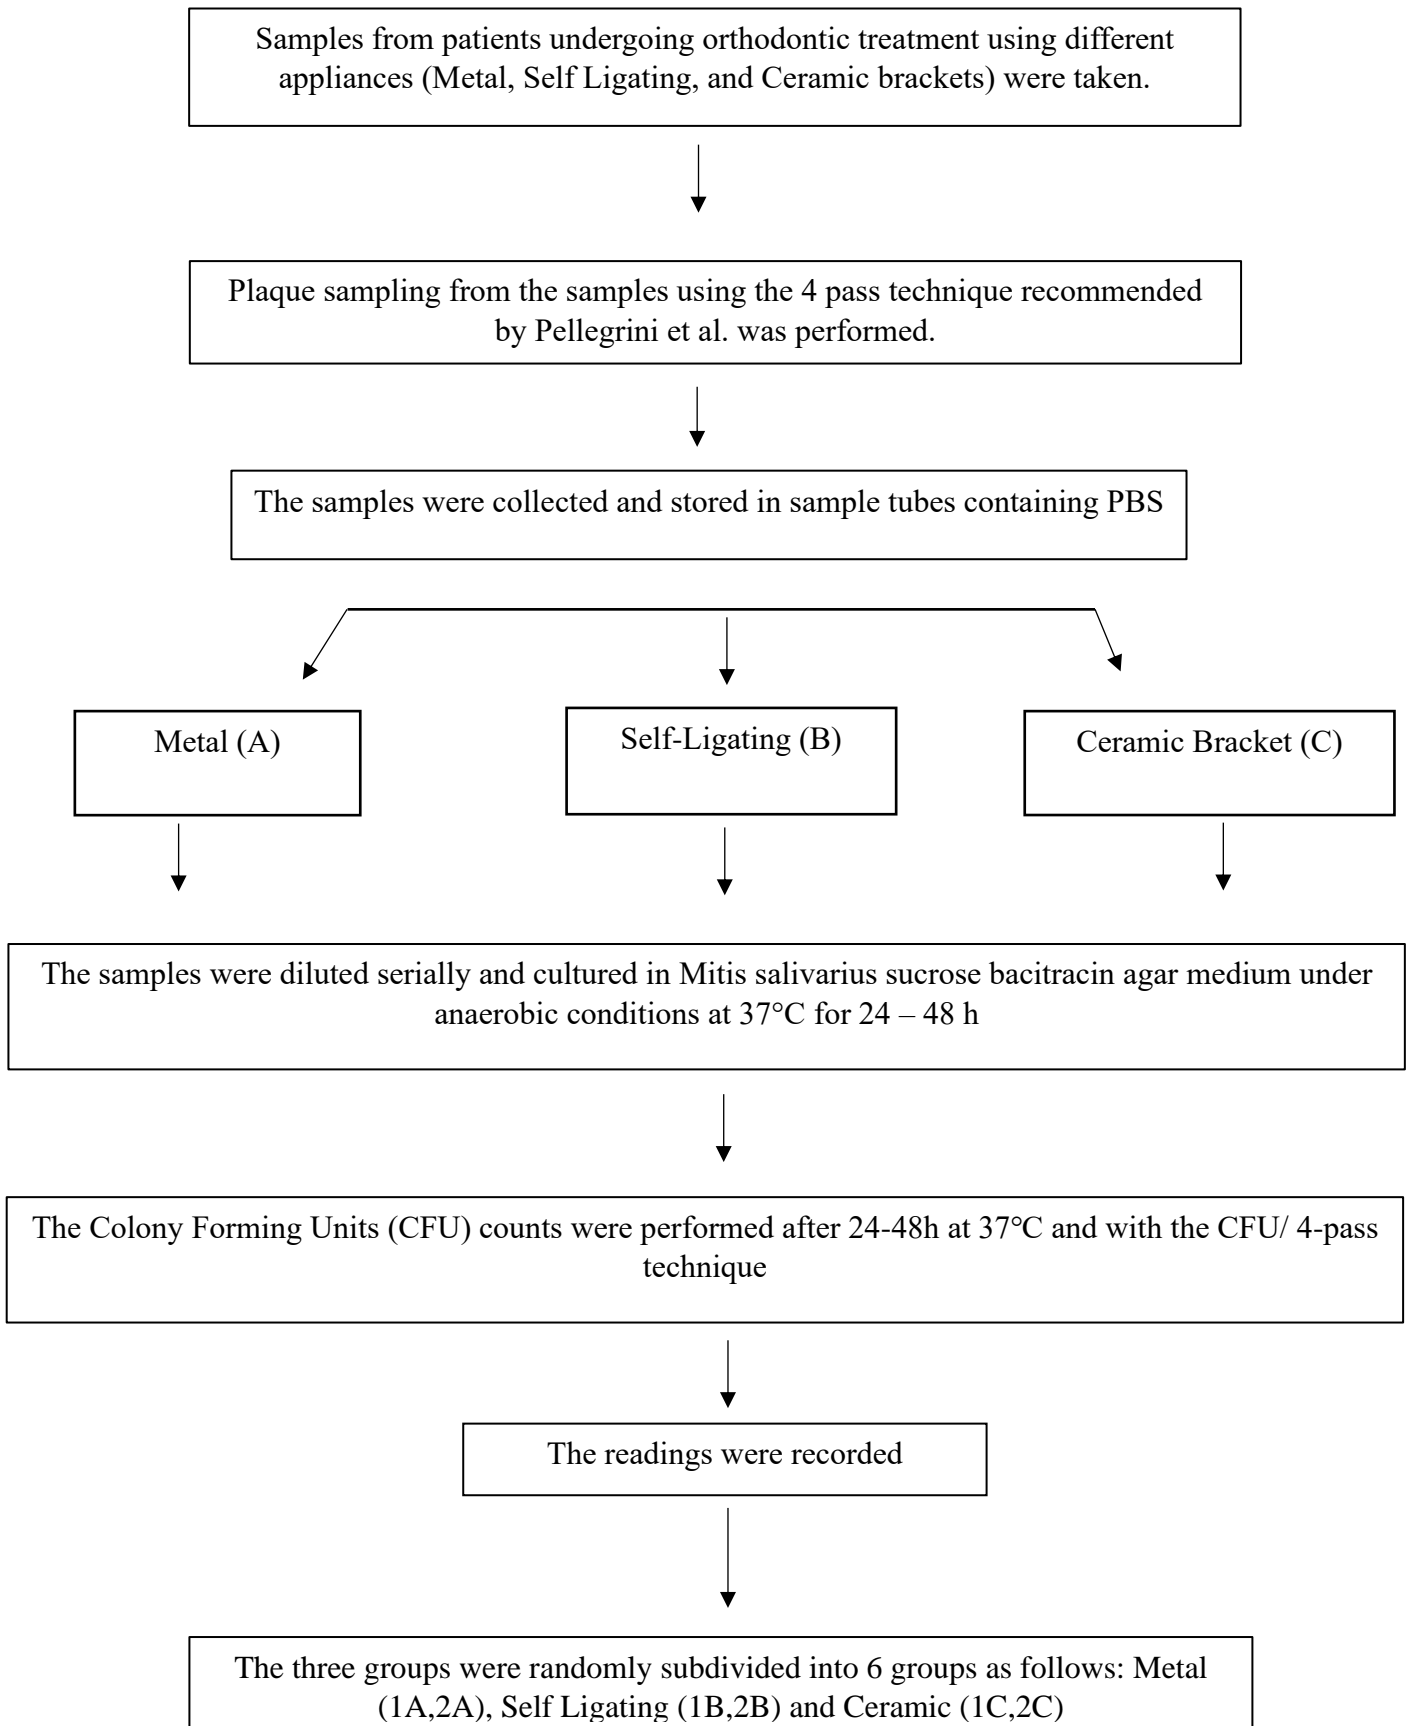 Samples from patients undergoing orthodontic treatment using different
appliances (Metal, Self Ligating, and Ceramic brackets) were taken.
Plaque sampling from the samples using the 4 pass technique recommended
by Pellegrini et al. was performed.
The samples were collected and stored in sample tubes containing PBS
Metal (A)
Self-Ligating (B)
Ceramic Bracket (C)
The samples were diluted serially and cultured in Mitis salivarius sucrose bacitracin agar medium under
anaerobic conditions at 37°C for 24 – 48 h
The Colony Forming Units (CFU) counts were performed after 24-48h at 37℃ and with the CFU/ 4-pass
technique
The readings were recorded
The three groups were randomly subdivided into 6 groups as follows: Metal
(1A,2A), Self Ligating (1B,2B) and Ceramic (1C,2C)